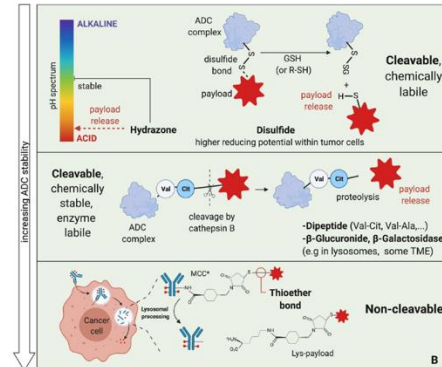 increasing ADC stability
pH spectrum
ALKALINE
stable
payload
release
Hydrazone
ACID
ADC
complex
S
S
disulfide
bond
payload
GSH
(or R-SH)
S
SG
H
S
payload
release
Disulfide
higher reducing potential within tumor cells
Cleavable,
chemically
labile
Cleavable,
chemically
stable,
enzyme
labile
Val
Cit
ADC
complex
cleavage by
cathepsin B
proteolysis
Val
Cit
payload
release
-Dipeptide (Val-Cit, Val-Ala,...)
-β-Glucuronide, β-Galactosidase
(e.g in lysosomes, some TME)
Cancer
cell
Lysosomal
processing
Thioether
bond
Lys-payload
Non-cleavable
B